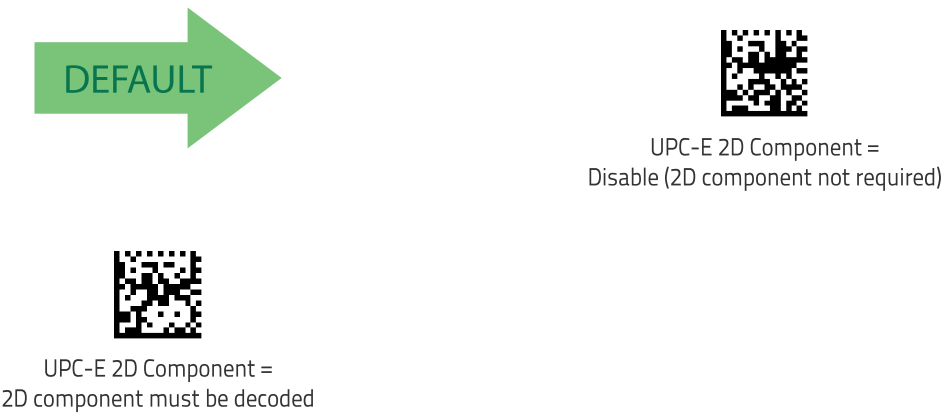 DEFAULT
UPC-E 2D Component =
Disable (2D component not required)
UPC-E 2D Component =
2D component must be decoded